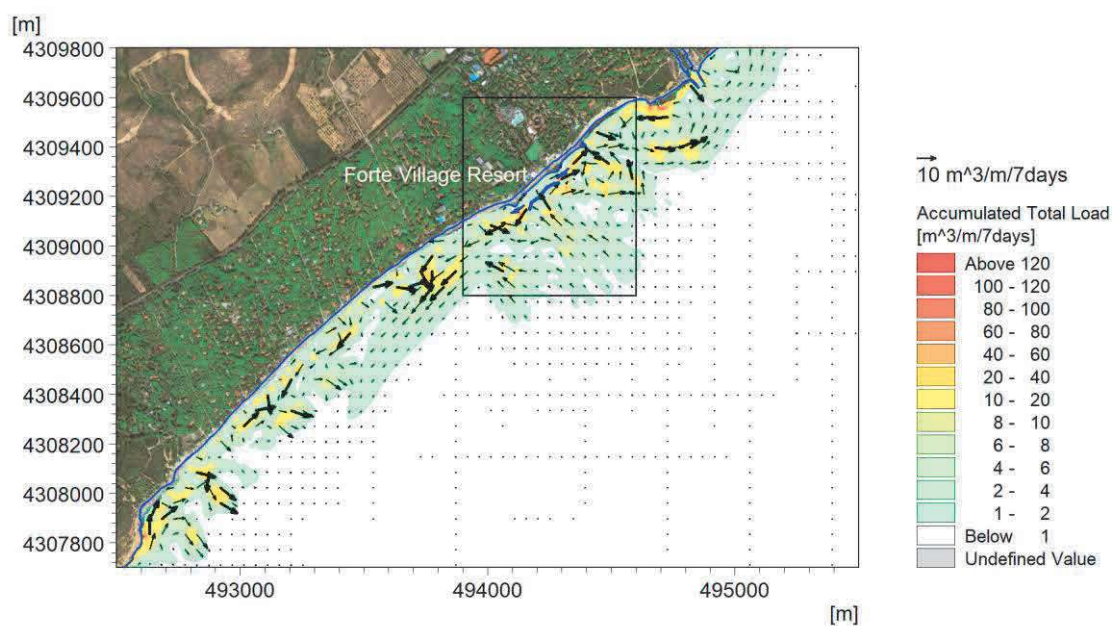 [m]
4309800
4309600
4309400
4309200
4309000
4308800
4308600
4308400
4308200
4308000
4307800
493000 494000 495000
[m]
Forte Village Resort
10 m^3/m/7days
Accumulated Total Load
[m^3/m/7days]
Above 120
100 - 120
80 - 100
60 - 80
40 - 60
20 - 40
10 - 20
8 - 10
6 - 8
4 - 6
2 - 4
1 - 2
Below 1
Undefined Value